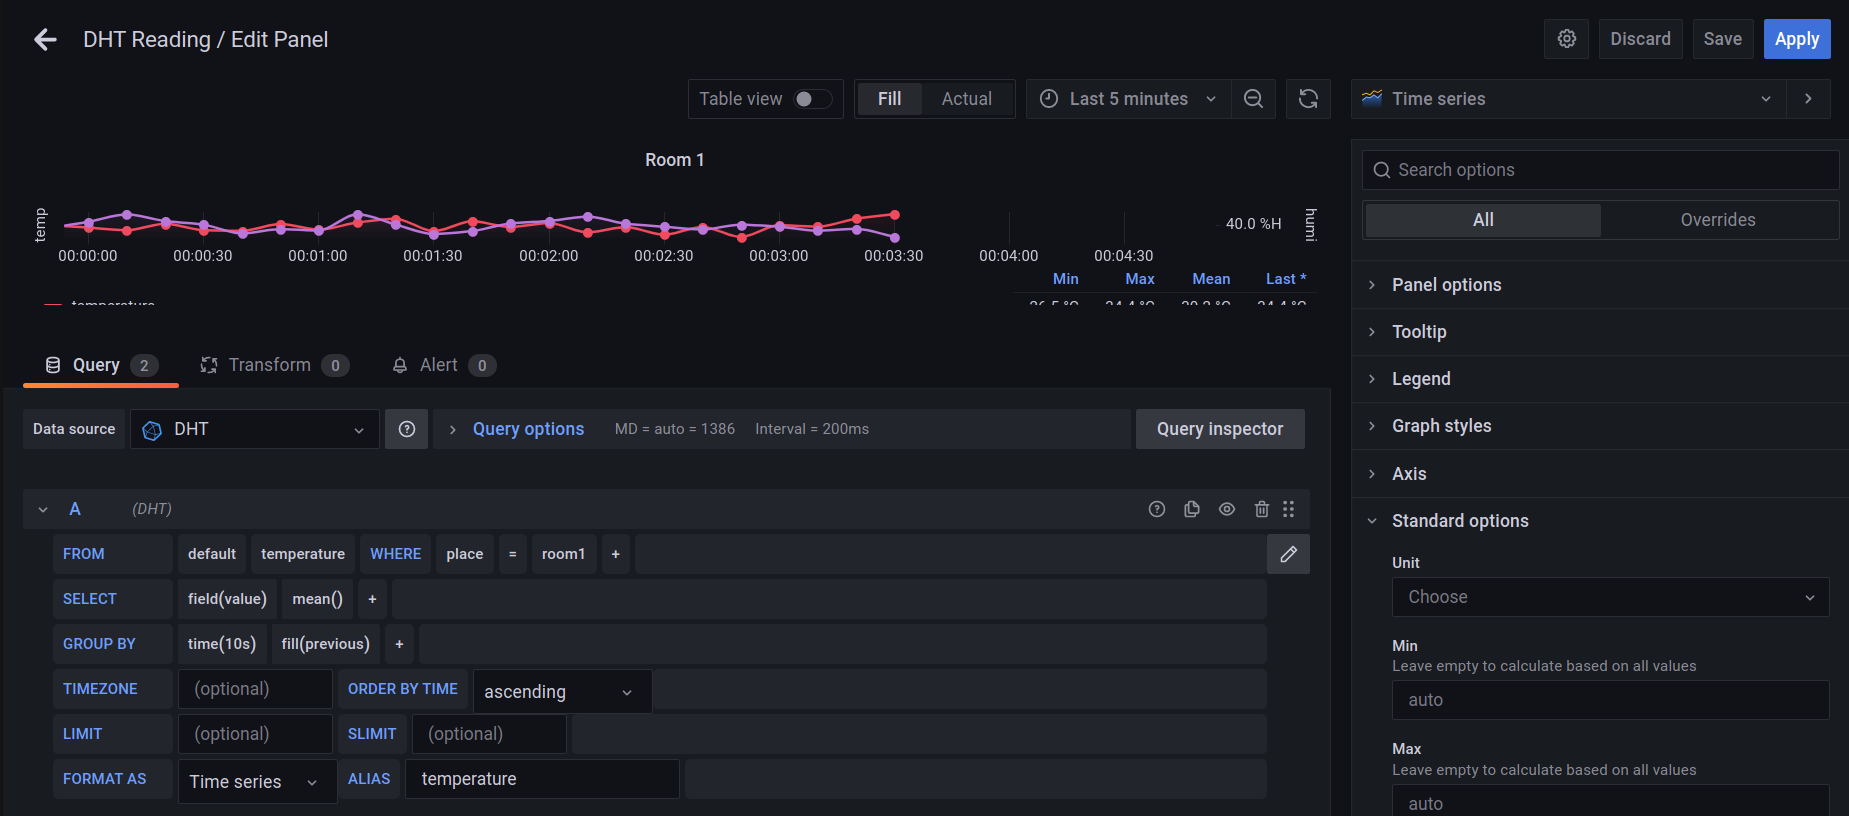 DHT Reading / Edit Panel
Discard Save Apply
Table view Fill Actual Last 5 minutes Time series
Room 1
temp
40.0 %H
humi
00:00:00 00:00:30 00:01:00 00:01:30 00:02:00 00:02:30 00:03:00 00:03:30 00:04:00 00:04:30
Min Max Mean Last *
temperature
Query 2 Transform 0 Alert 0
Data source DHT Query options MD = auto = 1386 Interval = 200ms Query inspector
A (DHT)
FROM default temperature WHERE place = room1 +
SELECT field(value) mean() +
GROUP BY time(10s) fill(previous) +
TIMEZONE (optional) ORDER BY TIME ascending
LIMIT (optional) SLIMIT (optional)
FORMAT AS Time series ALIAS temperature
Search options
All Overrides
Panel options
Tooltip
Legend
Graph styles
Axis
Standard options
Unit
Choose
Min
Leave empty to calculate based on all values
auto
Max
Leave empty to calculate based on all values
auto